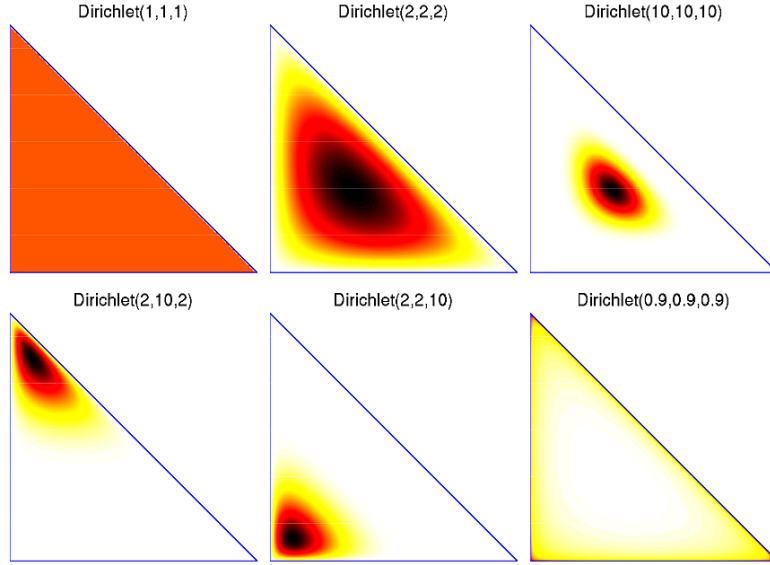 Dirichlet(1,1,1)
Dirichlet(2,2,2)
Dirichlet(10,10,10)
Dirichlet(2,10,2)
Dirichlet(2,2,10)
Dirichlet(0.9,0.9,0.9)